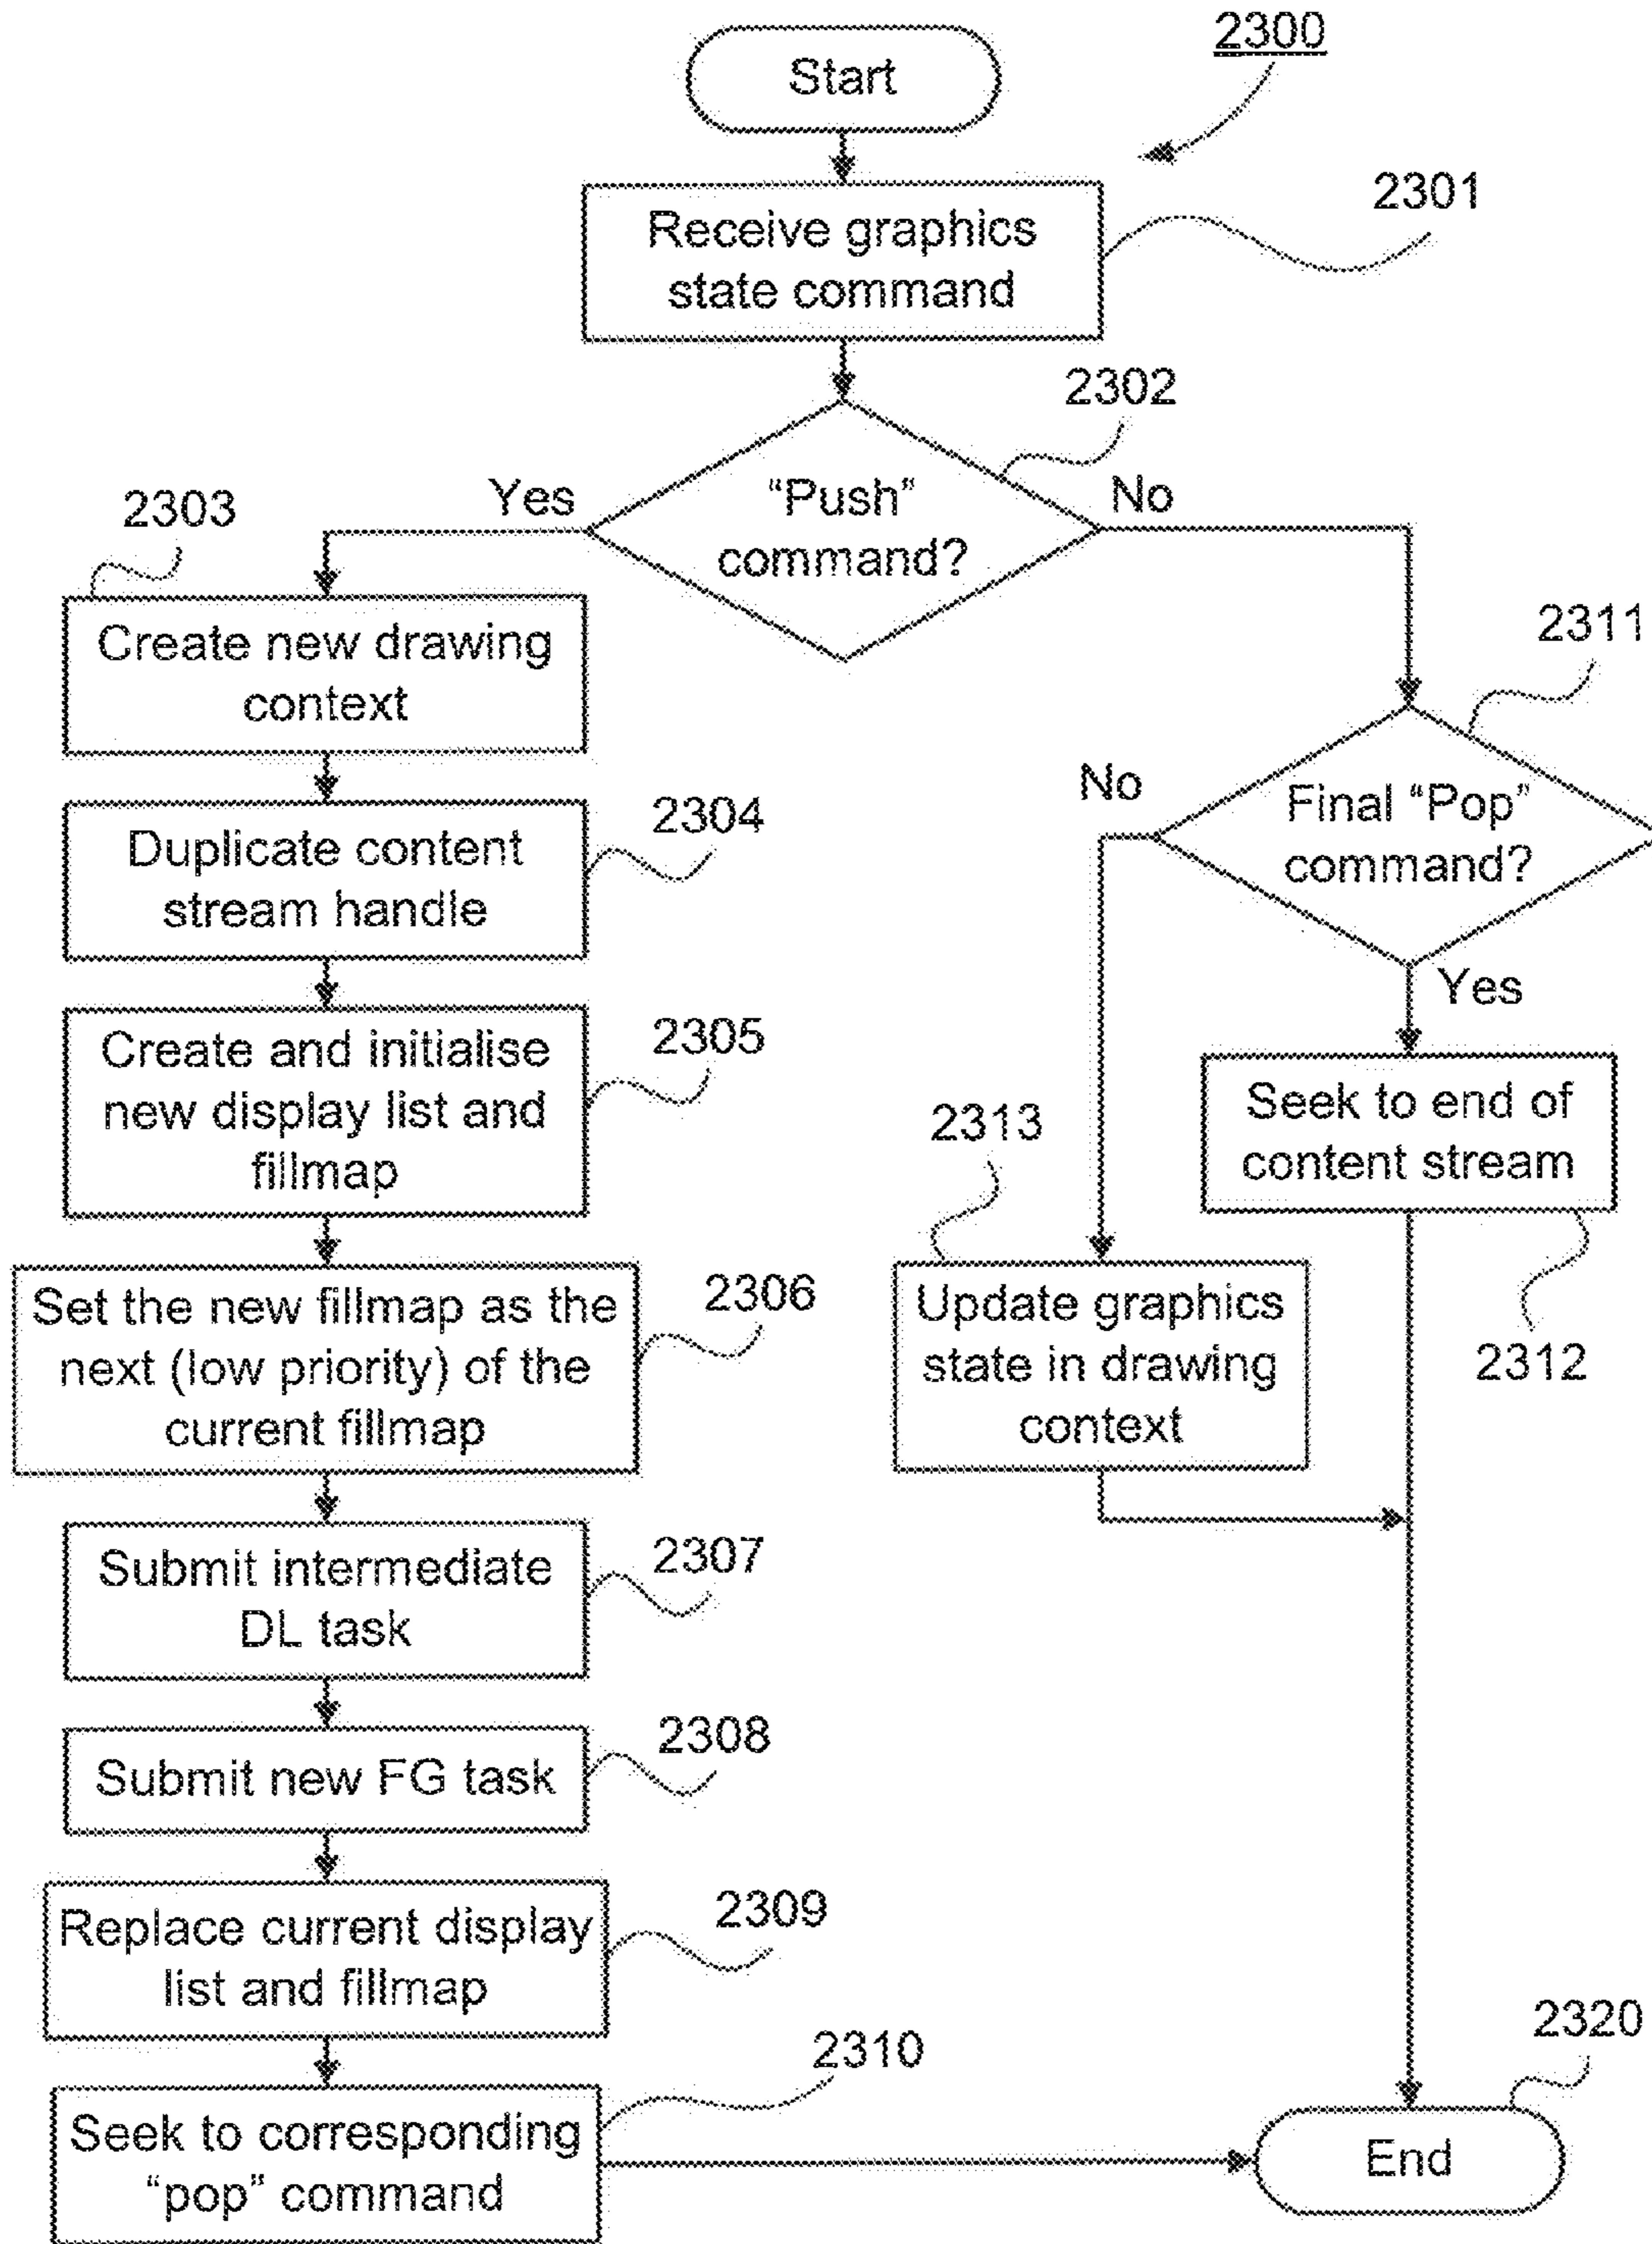 2300
Start
2301
Receive graphics
state command
2302
“Push”
command?
Yes
No
2303
Create new drawing
context
2304
Duplicate content
stream handle
2305
Create and initialise
new display list and
fillmap
2306
Set the new fillmap as the
next (low priority) of the
current fillmap
2307
Submit intermediate
DL task
2308
Submit new FG task
2309
Replace current display
list and fillmap
2310
Seek to corresponding
“pop” command
2311
Final “Pop”
command?
No
Yes
Seek to end of
content stream
2312
2313
Update graphics
state in drawing
context
2320
End